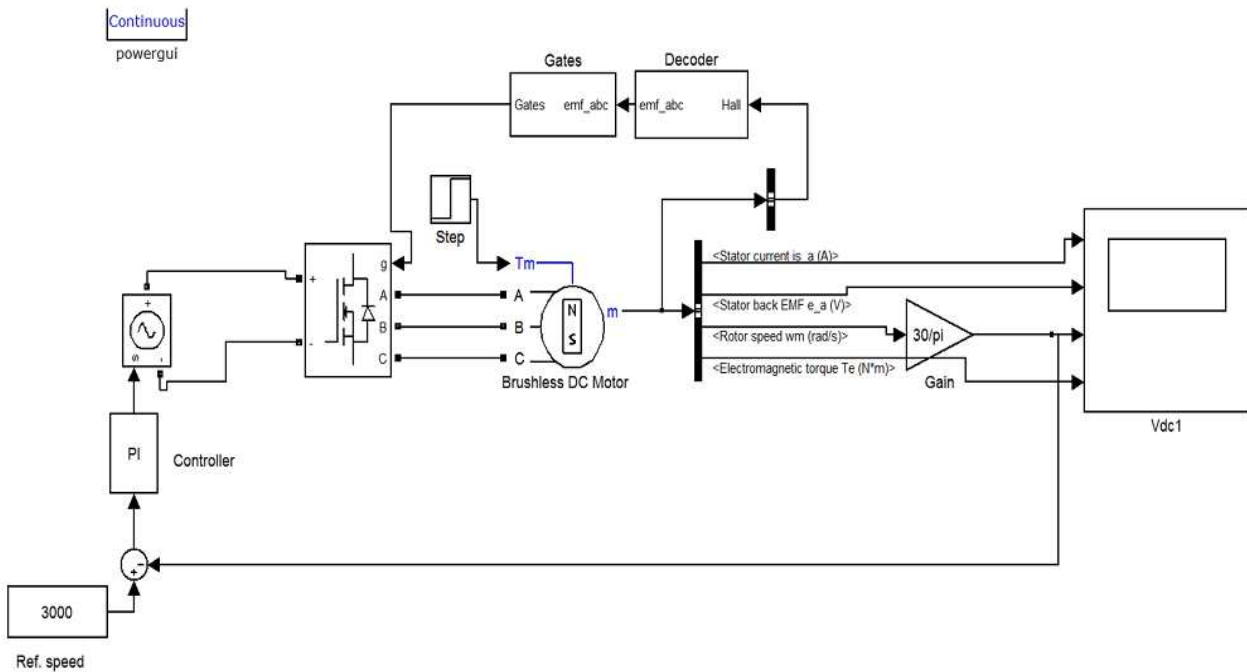 Continuous
powergui
Gates
Decoder
Gates
emf_abc
emf_abc
Hall
Step
g
Tm
+
A
A
B
B
-
C
C
N
S
m
Brushless DC Motor
<Stator current is_a (A)>
<Stator back EMF e_a (V)>
<Rotor speed wm (rad/s)>
<Electromagnetic torque Te (N*m)>
30/pi
Gain
Vdc1
+
s
-
PI
Controller
-
+
3000
Ref. speed